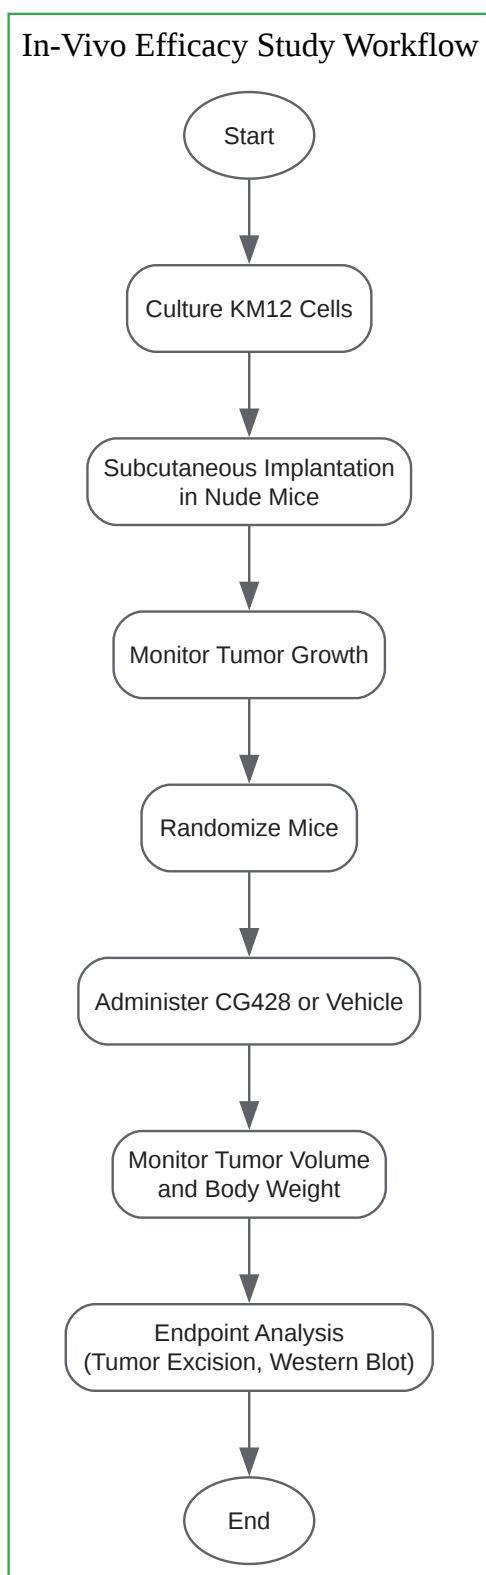 In-Vivo Efficacy Study Workflow
Start
Culture KM12 Cells
Subcutaneous Implantation
in Nude Mice
Monitor Tumor Growth
Randomize Mice
Administer CG428 or Vehicle
Monitor Tumor Volume
and Body Weight
Endpoint Analysis
(Tumor Excision, Western Blot)
End